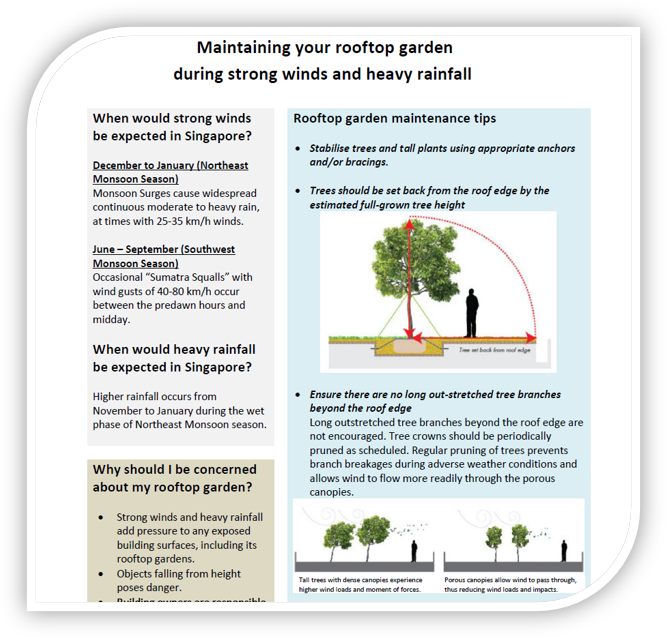 Maintaining your rooftop garden
during strong winds and heavy rainfall
When would strong winds
be expected in Singapore?
December to January (Northeast
Monsoon Season)
Monsoon Surges cause widespread
continuous moderate to heavy rain,
at times with 25-35 km/h winds.
June – September (Southwest
Monsoon Season)
Occasional “Sumatra Squalls” with
wind gusts of 40-80 km/h occur
between the predawn hours and
midday.
When would heavy rainfall
be expected in Singapore?
Higher rainfall occurs from
November to January during the wet
phase of Northeast Monsoon season.
Why should I be concerned
about my rooftop garden?
• Strong winds and heavy rainfall
add pressure to any exposed
building surfaces, including its
rooftop gardens.
• Objects falling from height
poses danger.
• Building owners are responsible
Rooftop garden maintenance tips
• Stabilise trees and tall plants using appropriate anchors
and/or bracings.
• Trees should be set back from the roof edge by the
estimated full-grown tree height
Tree set back from roof edge
• Ensure there are no long out-stretched tree branches
beyond the roof edge
Long outstretched tree branches beyond the roof edge are
not encouraged. Tree crowns should be periodically
pruned as scheduled. Regular pruning of trees prevents
branch breakages during adverse weather conditions and
allows wind to flow more readily through the porous
canopies.
Tall trees with dense canopies experience
higher wind loads and moment of forces.
Porous canopies allow wind to pass through,
thus reducing wind loads and impacts.